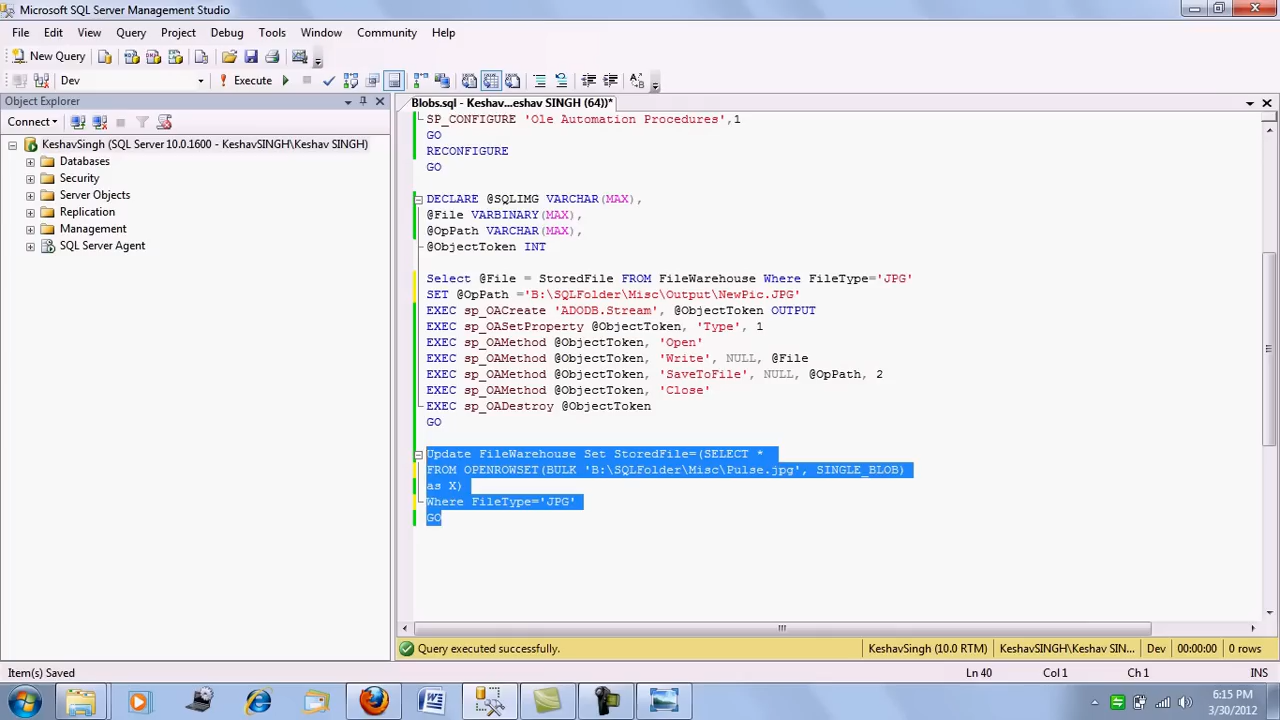 Microsoft SQL Server Management Studio
File Edit View Query Project Debug Tools Window Community Help
New Query
Dev Execute
Object Explorer
Blobs.sql - Keshav...eshav SINGH (64))*
Connect
KeshavSingh (SQL Server 10.0.1600 - KeshavSINGH\Keshav SINGH)
Databases
Security
Server Objects
Replication
Management
SQL Server Agent
SP_CONFIGURE 'Ole Automation Procedures',1
GO
RECONFIGURE
GO
DECLARE @SQLIMG VARCHAR(MAX),
@File VARBINARY(MAX),
@OpPath VARCHAR(MAX),
@ObjectToken INT
Select @File = StoredFile FROM FileWarehouse Where FileType='JPG'
SET @OpPath ='B:\SQLFolder\Misc\Output\NewPic.JPG'
EXEC sp_OACreate 'ADODB.Stream', @ObjectToken OUTPUT
EXEC sp_OASetProperty @ObjectToken, 'Type', 1
EXEC sp_OAMethod @ObjectToken, 'Open'
EXEC sp_OAMethod @ObjectToken, 'Write', NULL, @File
EXEC sp_OAMethod @ObjectToken, 'SaveToFile', NULL, @OpPath, 2
EXEC sp_OAMethod @ObjectToken, 'Close'
EXEC sp_OADestroy @ObjectToken
GO
Update FileWarehouse Set StoredFile=(SELECT *
FROM OPENROWSET(BULK 'B:\SQLFolder\Misc\Pulse.jpg', SINGLE_BLOB)
as X)
Where FileType='JPG'
GO
Query executed successfully. KeshavSingh (10.0 RTM) KeshavSINGH\Keshav SIN... Dev 00:00:00 0 rows
Item(s) Saved Ln 40 Col 1 Ch 1 INS
6:15 PM
3/30/2012